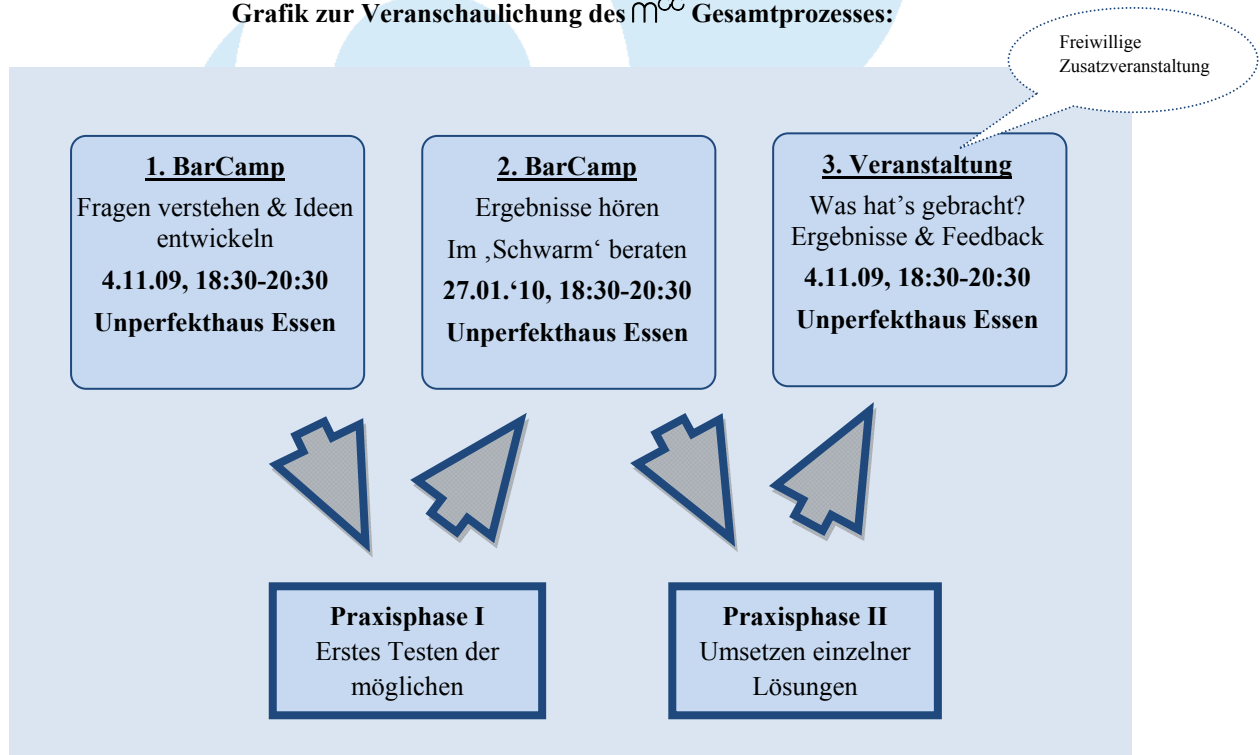 Grafik zur Veranschaulichung des m Gesamtprozesses:
Freiwillige
Zusatzveranstaltung
1. BarCamp
Fragen verstehen & Ideen
entwickeln
4.11.09, 18:30-20:30
Unperfekthaus Essen
2. BarCamp
Ergebnisse hören
Im ‚Schwarm‘ beraten
27.01.‘10, 18:30-20:30
Unperfekthaus Essen
3. Veranstaltung
Was hat’s gebracht?
Ergebnisse & Feedback
4.11.09, 18:30-20:30
Unperfekthaus Essen
Praxisphase I
Erstes Testen der
möglichen
Praxisphase II
Umsetzen einzelner
Lösungen